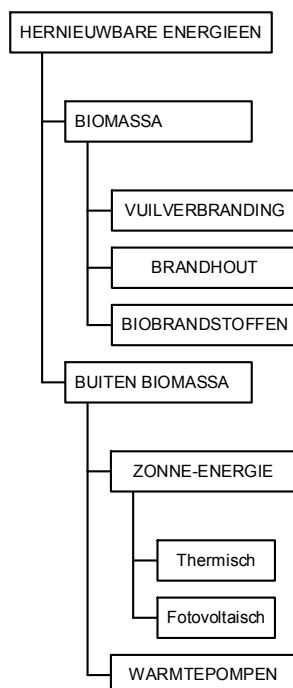 HERNIEUWBARE ENERGIEEN
BIOMASSA
VUILVERBRANDING
BRANDHOUT
BIOBRANDSTOFFEN
BUITEN BIOMASSA
ZONNE-ENERGIE
Thermisch
Fotovoltaisch
WARMTEPOMPEN